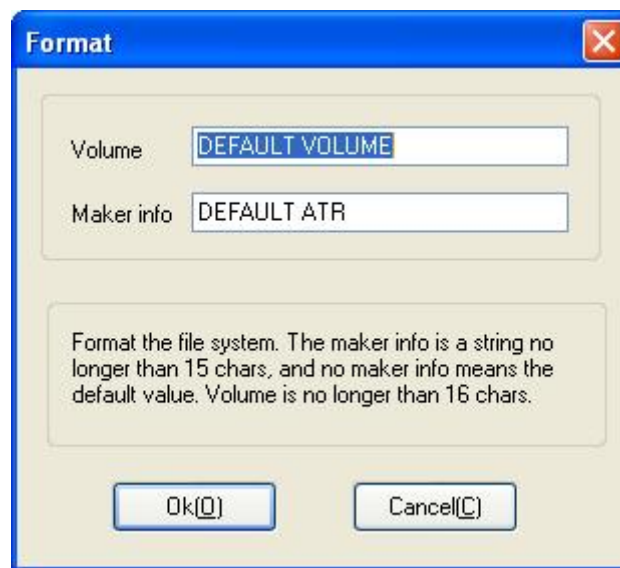 Format
Volume DEFAULT VOLUME
Maker info DEFAULT ATR
Format the file system. The maker info is a string no
longer than 15 chars, and no maker info means the
default value. Volume is no longer than 16 chars.
Ok(O) Cancel(C)